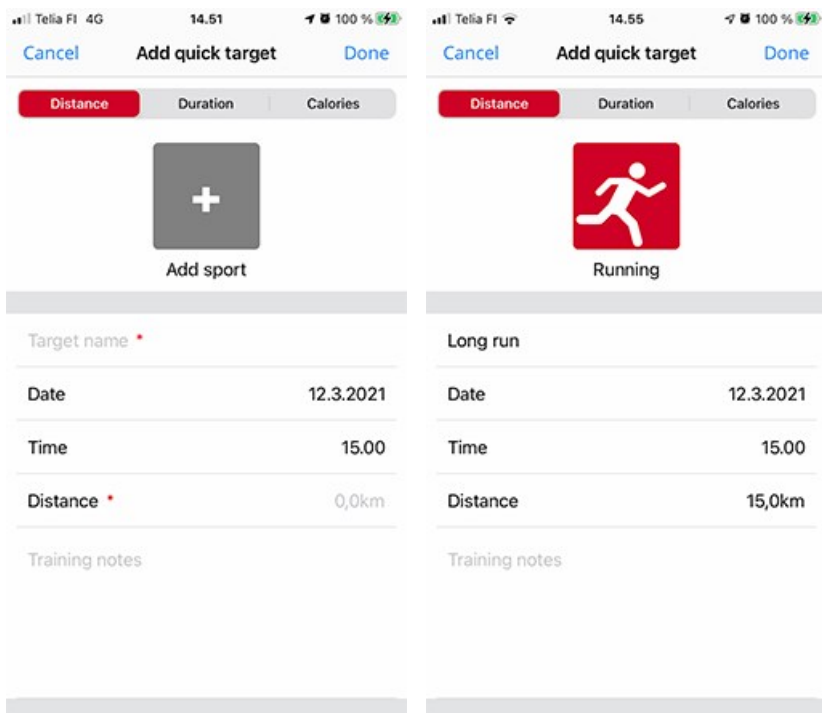 Telia FI 4G 14.51 100 %
Cancel Add quick target Done
Distance Duration Calories
+
Add sport
Target name *
Date 12.3.2021
Time 15.00
Distance * 0,0km
Training notes
Telia FI 14.55 100 %
Cancel Add quick target Done
Distance Duration Calories
Running
Long run
Date 12.3.2021
Time 15.00
Distance 15,0km
Training notes